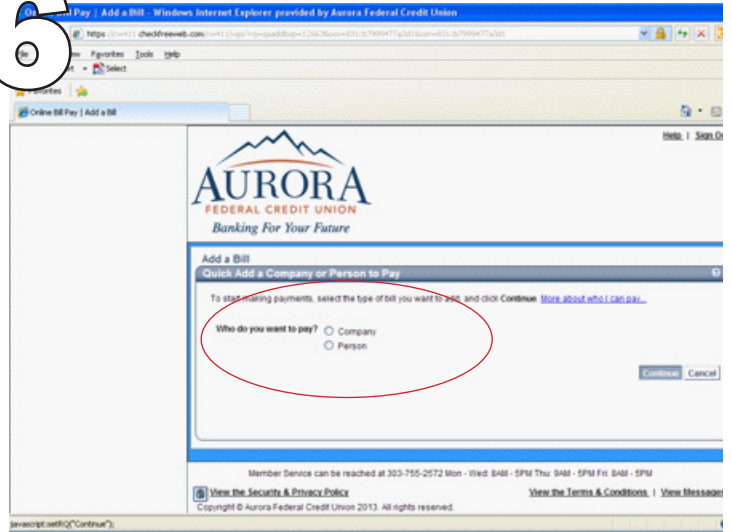 6
Bill Pay | Add a Bill - Windows Internet Explorer provided by Aurora Federal Credit Union
https checkfreeweb.com
Favorites Tools Help
Select
Favorites
Online Bill Pay | Add a Bill
Help | Sign
AURORA
FEDERAL CREDIT UNION
Banking For Your Future
Add a Bill
Quick Add a Company or Person to Pay
To start making payments, select the type of bill you want to add, and click Continue More about who I can pay...
Who do you want to pay? Company
Person
Continue Cancel
Member Service can be reached at 303-755-2572 Mon - Wed: 8AM - 5PM Thu: 9AM - 5PM Fri: 8AM - 5PM
View the Security & Privacy Policy View the Terms & Conditions. | View Messages
Copyright © Aurora Federal Credit Union 2013. All rights reserved.
javascript:setRQ("Continue");